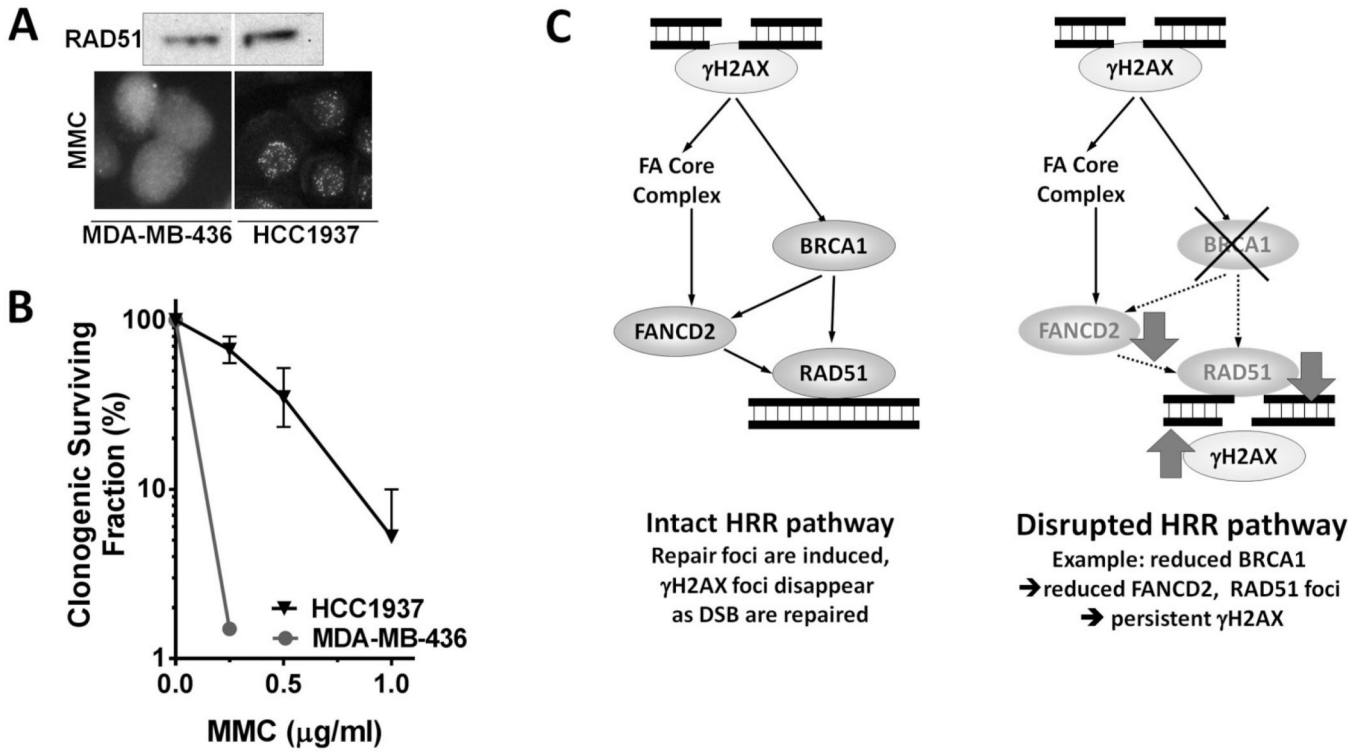 A
RAD51
MMC
MDA-MB-436
HCC1937
B
Clonogenic Surviving
Fraction (%)
100
10
1
0.0
0.5
1.0
MMC (μg/ml)
HCC1937
MDA-MB-436
C
γH2AX
FA Core
Complex
BRCA1
FANCD2
RAD51
Intact HRR pathway
Repair foci are induced,
γH2AX foci disappear
as DSB are repaired
γH2AX
FA Core
Complex
BRCA1
FANCD2
RAD51
γH2AX
Disrupted HRR pathway
Example: reduced BRCA1
➔reduced FANCD2, RAD51 foci
➔ persistent γH2AX